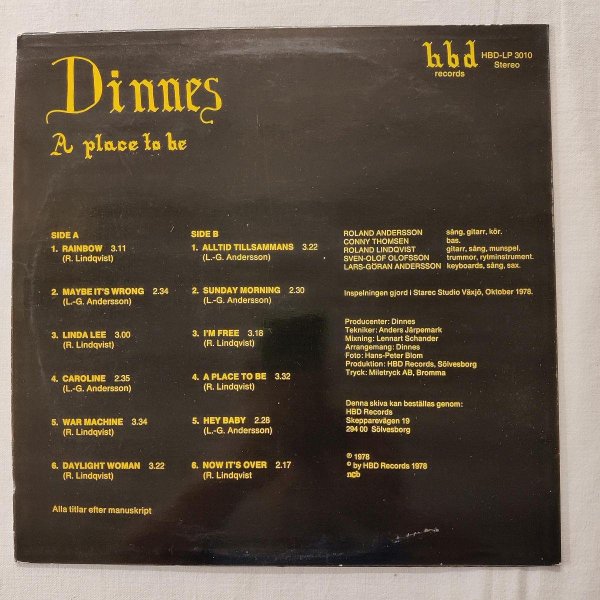 Dinnes
A place to be
hbd
records
HBD-LP 3010
Stereo
SIDE A
1. RAINBOW 3.11
(R. Lindqvist)
2. MAYBE IT'S WRONG 2.34
(L.-G. Andersson)
3. LINDA LEE 3.00
(R. Lindqvist)
4. CAROLINE 2.35
(L.-G. Andersson)
5. WAR MACHINE 3.34
(R. Lindqvist)
6. DAYLIGHT WOMAN 3.22
(R. Lindqvist)
Alla titlar efter manuskript
SIDE B
1. ALLTID TILLSAMMANS 3.22
(L.-G. Andersson)
2. SUNDAY MORNING 2.30
(L.-G. Andersson)
3. I'M FREE 3.18
(R. Lindqvist)
4. A PLACE TO BE 3.32
(R. Lindqvist)
5. HEY BABY 2.28
(L.-G. Andersson)
6. NOW IT'S OVER 2.17
(R. Lindqvist
ROLAND ANDERSSON sång, gitarr, kör.
CONNY THOMSEN bas.
ROLAND LINDQVIST gitarr, sång, munspel.
SVEN-OLOF OLOFSSON trummor, rytminstrument.
LARS-GÖRAN ANDERSSON keyboards, sång, sax.
Inspelningen gjord i Starec Studio Växjö, Oktober 1978.
Producenter: Dinnes
Tekniker: Anders Järpemark
Mixning: Lennart Schander
Arrangemang: Dinnes
Foto: Hans-Peter Blom
Produktion: HBD Records, Sölvesborg
Tryck: Miletryck AB, Bromma
Denna skiva kan beställas genom:
HBD Records
Skepparevägen 19
294 00 Sölvesborg
℗ 1978
© by HBD Records 1978
ncb